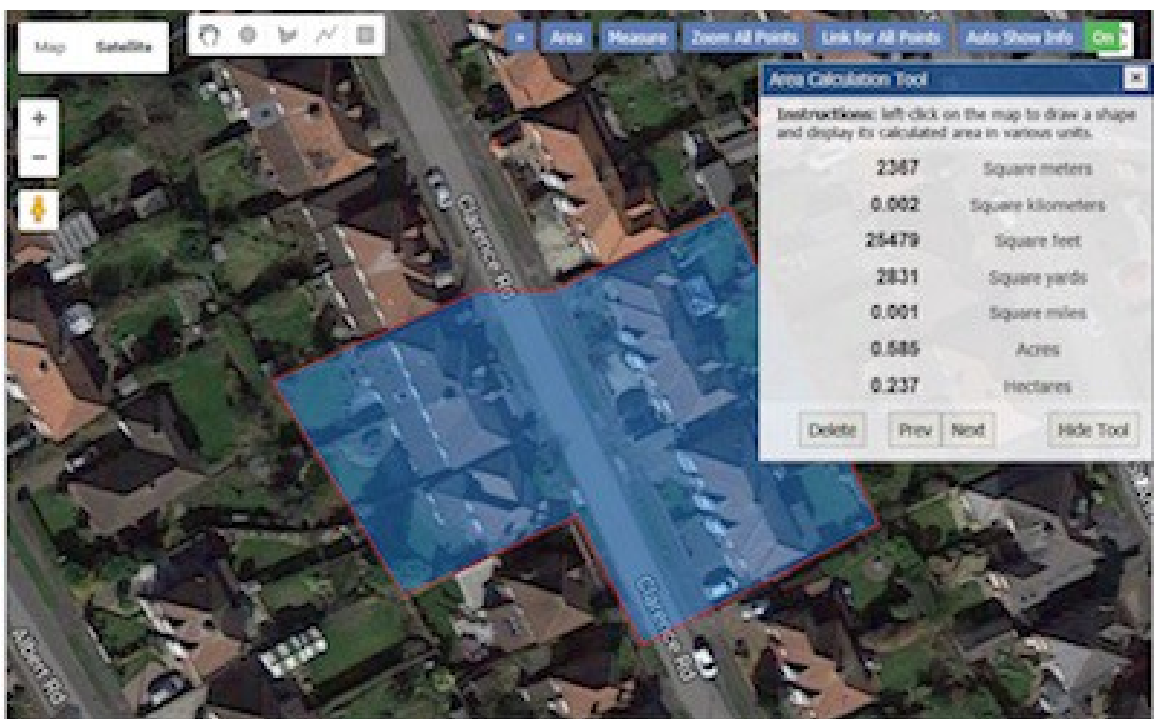 Map Satellite
» Area Measure Zoom All Points Link for All Points Auto Show Info On
Area Calculation Tool
Instructions: left-click on the map to draw a shape
and display its calculated area in various units.
2367 Square meters
0.002 Square kilometers
25479 Square feet
2831 Square yards
0.001 Square miles
0.585 Acres
0.237 Hectares
Delete Prev Next Hide Tool
Clarence Rd
Clarence Rd
Albert Rd